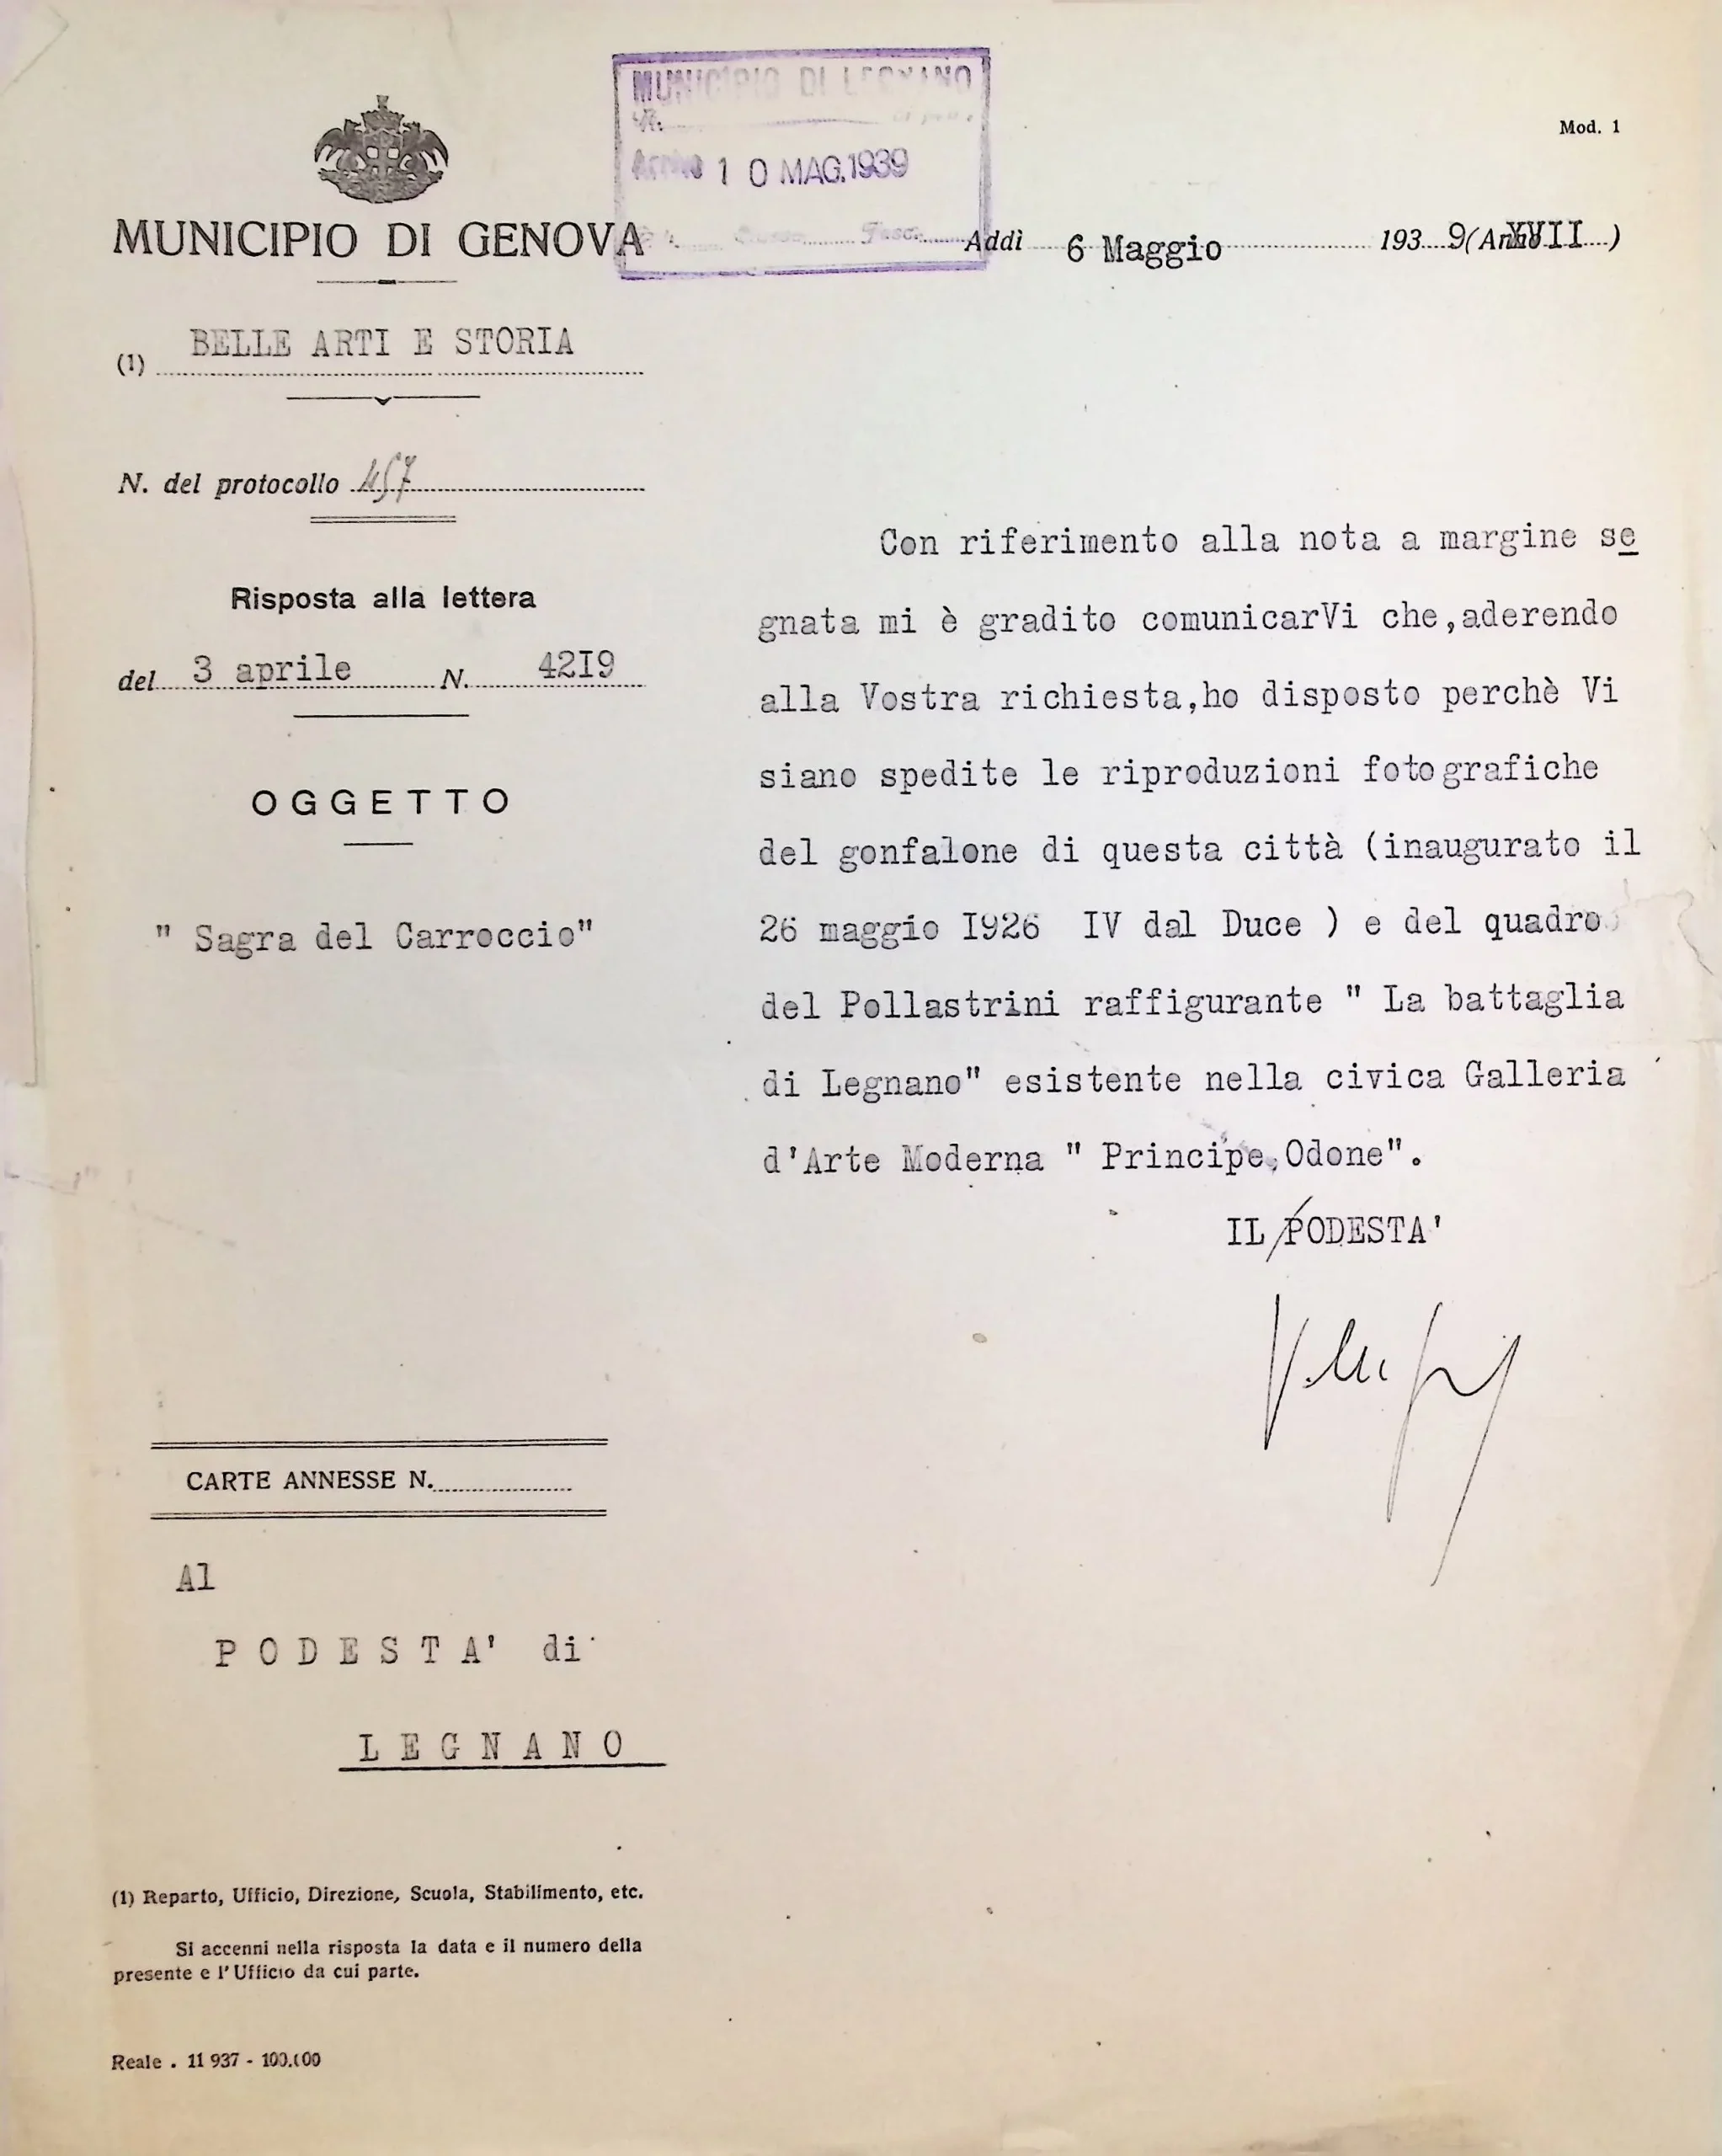 MUNICIPIO DI LEGNANO
Arrivo 10 MAG. 1939
Mod. 1
MUNICIPIO DI GENOVA
Addì 6 Maggio 1939 (Anno XVII )
(1) BELLE ARTI E STORIA
N. del protocollo 457
Risposta alla lettera
del 3 aprile N. 42I9
OGGETTO
" Sagra del Carroccio"
Con riferimento alla nota a margine se
gnata mi è gradito comunicarVi che,aderendo
alla Vostra richiesta,ho disposto perchè Vi
siano spedite le riproduzioni fotografiche
del gonfalone di questa città (inaugurato il
26 maggio I926 IV dal Duce ) e del quadro
del Pollastrini raffigurante " La battaglia
di Legnano" esistente nella civica Galleria
d'Arte Moderna " Principe Odone".
IL PODESTA'
CARTE ANNESSE N.
Al
PODESTA' di
LEGNANO
(1) Reparto, Ufficio, Direzione, Scuola, Stabilimento, etc.
Si accenni nella risposta la data e il numero della
presente e l'Ufficio da cui parte.
Reale . 11 937 - 100.000